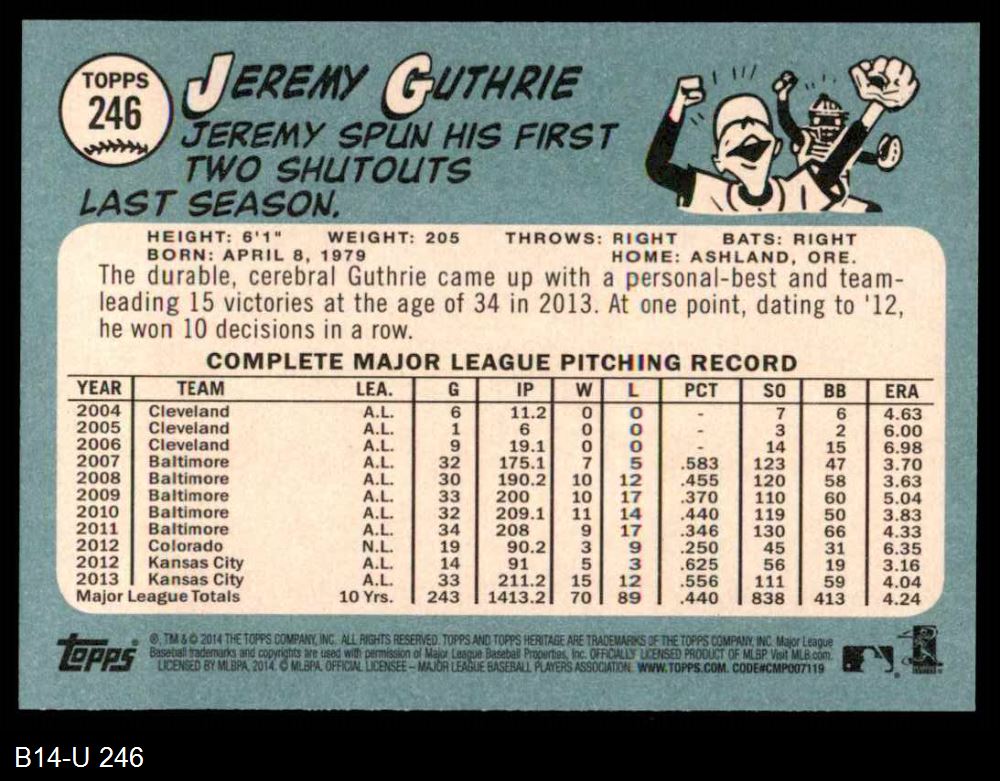 TOPPS
246
JEREMY GUTHRIE
JEREMY SPUN HIS FIRST
TWO SHUTOUTS
LAST SEASON.
HEIGHT: 6'1" WEIGHT: 205 THROWS: RIGHT BATS: RIGHT
BORN: APRIL 8, 1979 HOME: ASHLAND, ORE.
The durable, cerebral Guthrie came up with a personal-best and team-
leading 15 victories at the age of 34 in 2013. At one point, dating to '12,
he won 10 decisions in a row.
COMPLETE MAJOR LEAGUE PITCHING RECORD
YEAR TEAM LEA. G IP W L PCT SO BB ERA
2004 Cleveland A.L. 6 11.2 0 0 - 7 6 4.63
2005 Cleveland A.L. 1 6 0 0 - 3 2 6.00
2006 Cleveland A.L. 9 19.1 0 0 - 14 15 6.98
2007 Baltimore A.L. 32 175.1 7 5 .583 123 47 3.70
2008 Baltimore A.L. 30 190.2 10 12 .455 120 58 3.63
2009 Baltimore A.L. 33 200 10 17 .370 110 60 5.04
2010 Baltimore A.L. 32 209.1 11 14 .440 119 50 3.83
2011 Baltimore A.L. 34 208 9 17 .346 130 66 4.33
2012 Colorado N.L. 19 90.2 3 9 .250 45 31 6.35
2012 Kansas City A.L. 14 91 5 3 .625 56 19 3.16
2013 Kansas City A.L. 33 211.2 15 12 .556 111 59 4.04
Major League Totals 10 Yrs. 243 1413.2 70 89 .440 838 413 4.24
TOPPS
®, TM & © 2014 THE TOPPS COMPANY, INC. ALL RIGHTS RESERVED. TOPPS AND TOPPS HERITAGE ARE TRADEMARKS OF THE TOPPS COMPANY, INC. Major League
Baseball trademarks and copyrights are used with permission of Major League Baseball Properties, Inc. OFFICIALLY LICENSED PRODUCT OF MLBP. Visit MLB.com.
LICENSED BY MLBPA, 2014. © MLBPA. OFFICIAL LICENSEE – MAJOR LEAGUE BASEBALL PLAYERS ASSOCIATION. WWW.TOPPS.COM. CODE#CMP007119
B14-U 246